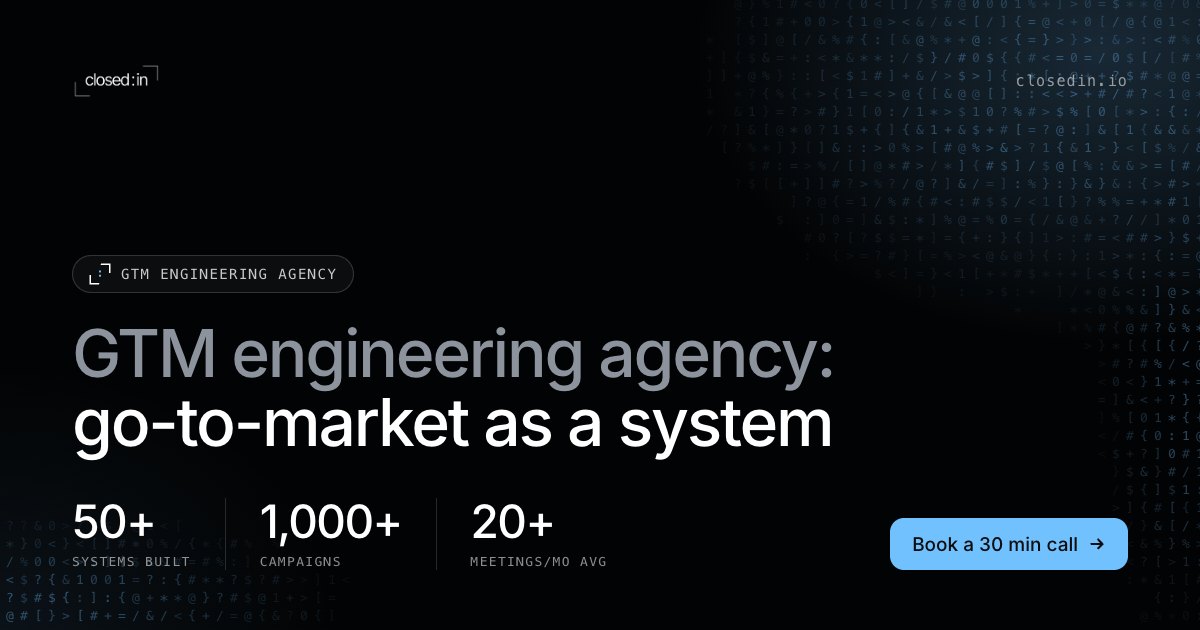 closed:in
closedin.io
GTM ENGINEERING AGENCY
GTM engineering agency:
go-to-market as a system
50+
SYSTEMS BUILT
1,000+
CAMPAIGNS
20+
MEETINGS/MO AVG
Book a 30 min call →